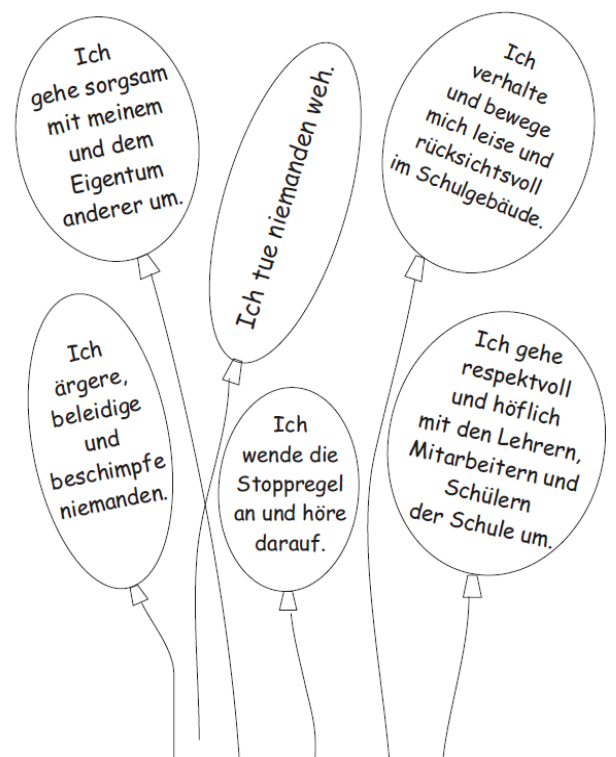 Ich
gehe sorgsam
mit meinem
und dem
Eigentum
anderer um.
Ich tue niemanden weh.
Ich
verhalte
und bewege
mich leise und
rücksichtsvoll
im Schulgebäude.
Ich
ärgere,
beleidige
und
beschimpfe
niemanden.
Ich
wende die
Stoppregel
an und höre
darauf.
Ich gehe
respektvoll
und höflich
mit den Lehrern,
Mitarbeitern und
Schülern
der Schule um.